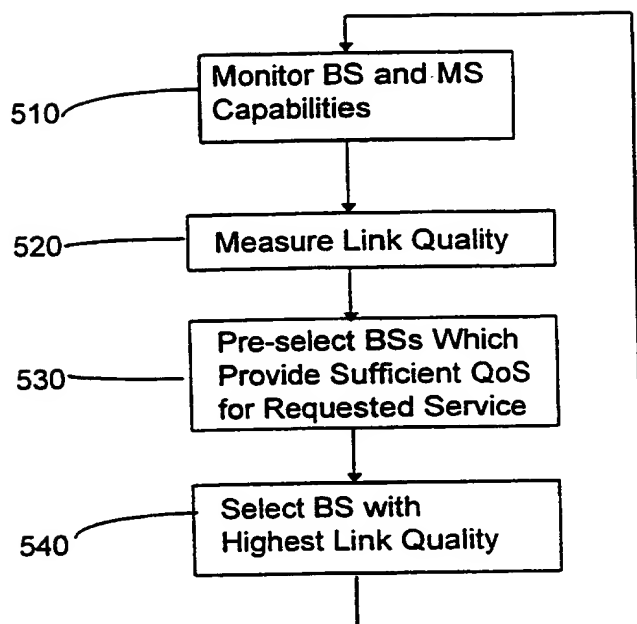 510
Monitor BS and MS
Capabilities
520
Measure Link Quality
530
Pre-select BSs Which
Provide Sufficient QoS
for Requested Service
540
Select BS with
Highest Link Quality